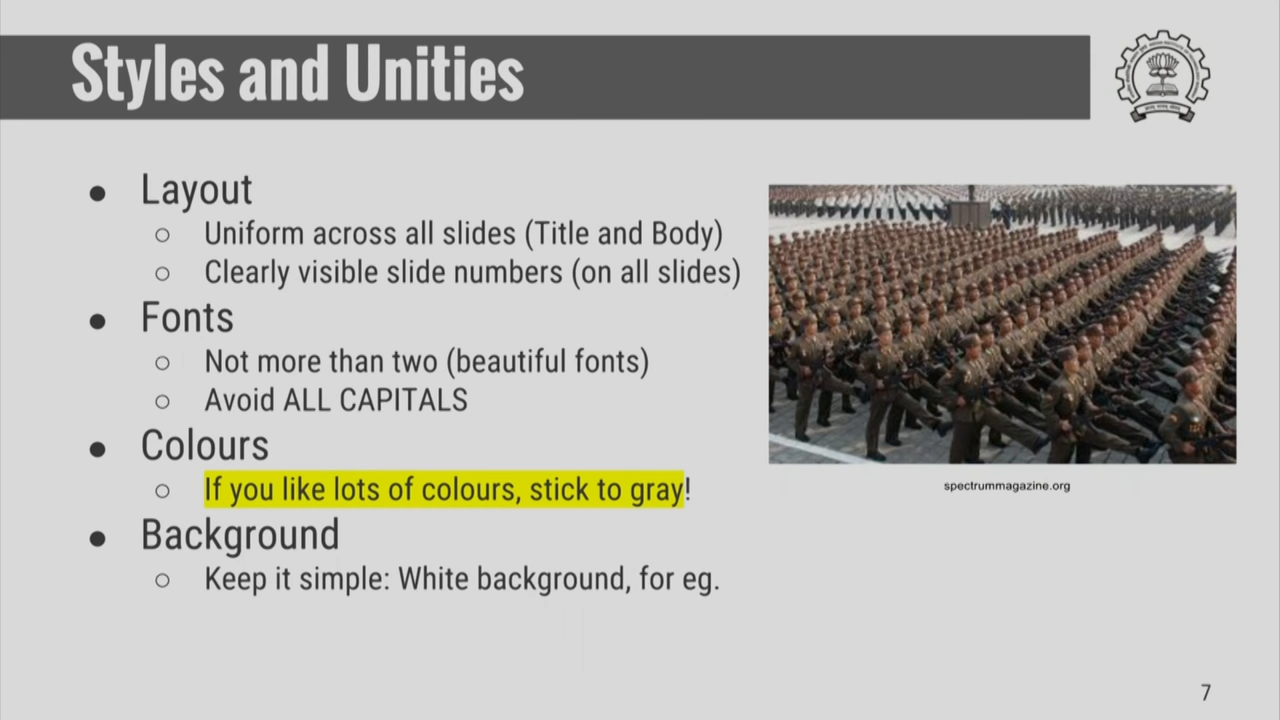 Styles and Unities
● Layout
○ Uniform across all slides (Title and Body)
○ Clearly visible slide numbers (on all slides)
● Fonts
○ Not more than two (beautiful fonts)
○ Avoid ALL CAPITALS
● Colours
○ If you like lots of colours, stick to gray!
● Background
○ Keep it simple: White background, for eg.
spectrummagazine.org
7